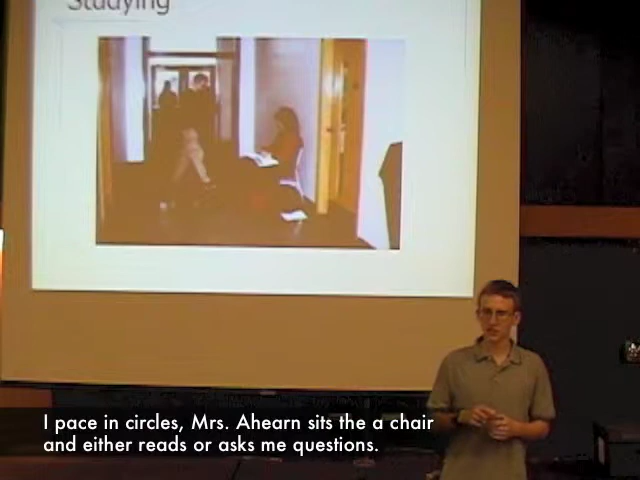 Studying
I pace in circles, Mrs. Ahearn sits the a chair
and either reads or asks me questions.